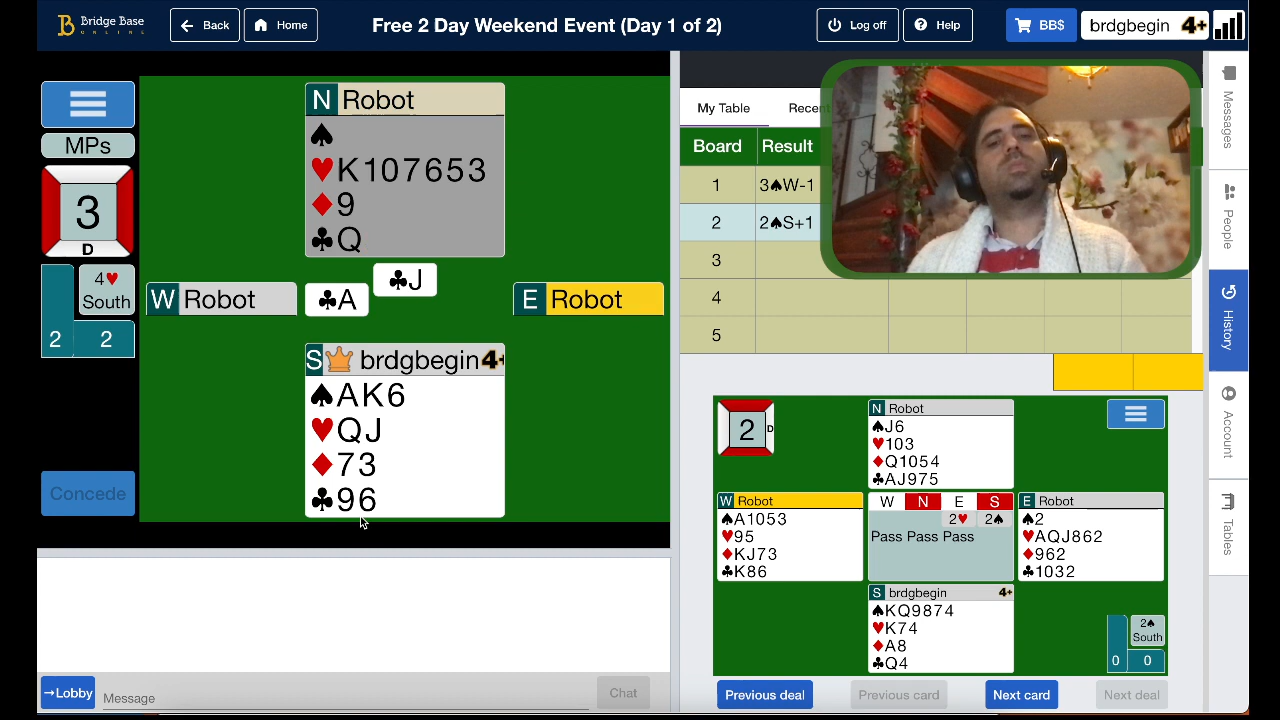 Bridge Base
ONLINE
Back
Home
Free 2 Day Weekend Event (Day 1 of 2)
Log off
Help
BB$
brdgbegin 4+
MPs
3
D
4♥
South
2 2
Concede
N Robot
♠
♥K107653
♦9
♣Q
♣J
W Robot
♣A
E Robot
S brdgbegin 4+
♠AK6
♥QJ
♦73
♣96
My Table
Recen
Board Result
1 3♠W-1
2 2♠S+1
3
4
5
2
D
N Robot
♠J6
♥103
♦Q1054
♣AJ975
W Robot
♠A1053
♥95
♦KJ73
♣K86
W N E S
2♥ 2♠
Pass Pass Pass
E Robot
♠2
♥AQJ862
♦962
♣1032
S brdgbegin 4+
♠KQ9874
♥K74
♦A8
♣Q4
2♠
South
0 0
Previous deal
Previous card
Next card
Next deal
→Lobby
Message
Chat
Messages
People
History
Account
Tables